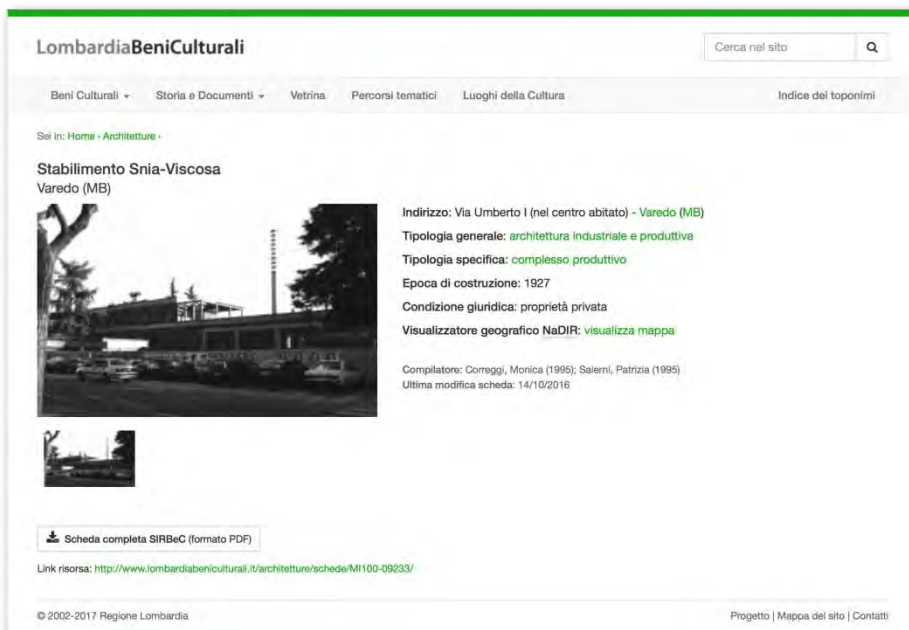 LombardiaBeniCulturali
Cerca nel sito
Beni Culturali
Storia e Documenti
Vetrina
Percorsi tematici
Luoghi della Cultura
Indice dei toponimi
Sei in: Home › Architetture ›
Stabilimento Snia-Viscosa
Varedo (MB)
Indirizzo: Via Umberto I (nel centro abitato) - Varedo (MB)
Tipologia generale: architettura industriale e produttiva
Tipologia specifica: complesso produttivo
Epoca di costruzione: 1927
Condizione giuridica: proprietà privata
Visualizzatore geografico NaDIR: visualizza mappa
Compilatore: Correggi, Monica (1995); Saierni, Patrizia (1995)
Ultima modifica scheda: 14/10/2016
Scheda completa SIRBeC (formato PDF)
Link risorsa: http://www.lombardiabeniculturali.it/architetture/schede/MI100-09233/
© 2002-2017 Regione Lombardia
Progetto | Mappa del sito | Contatti